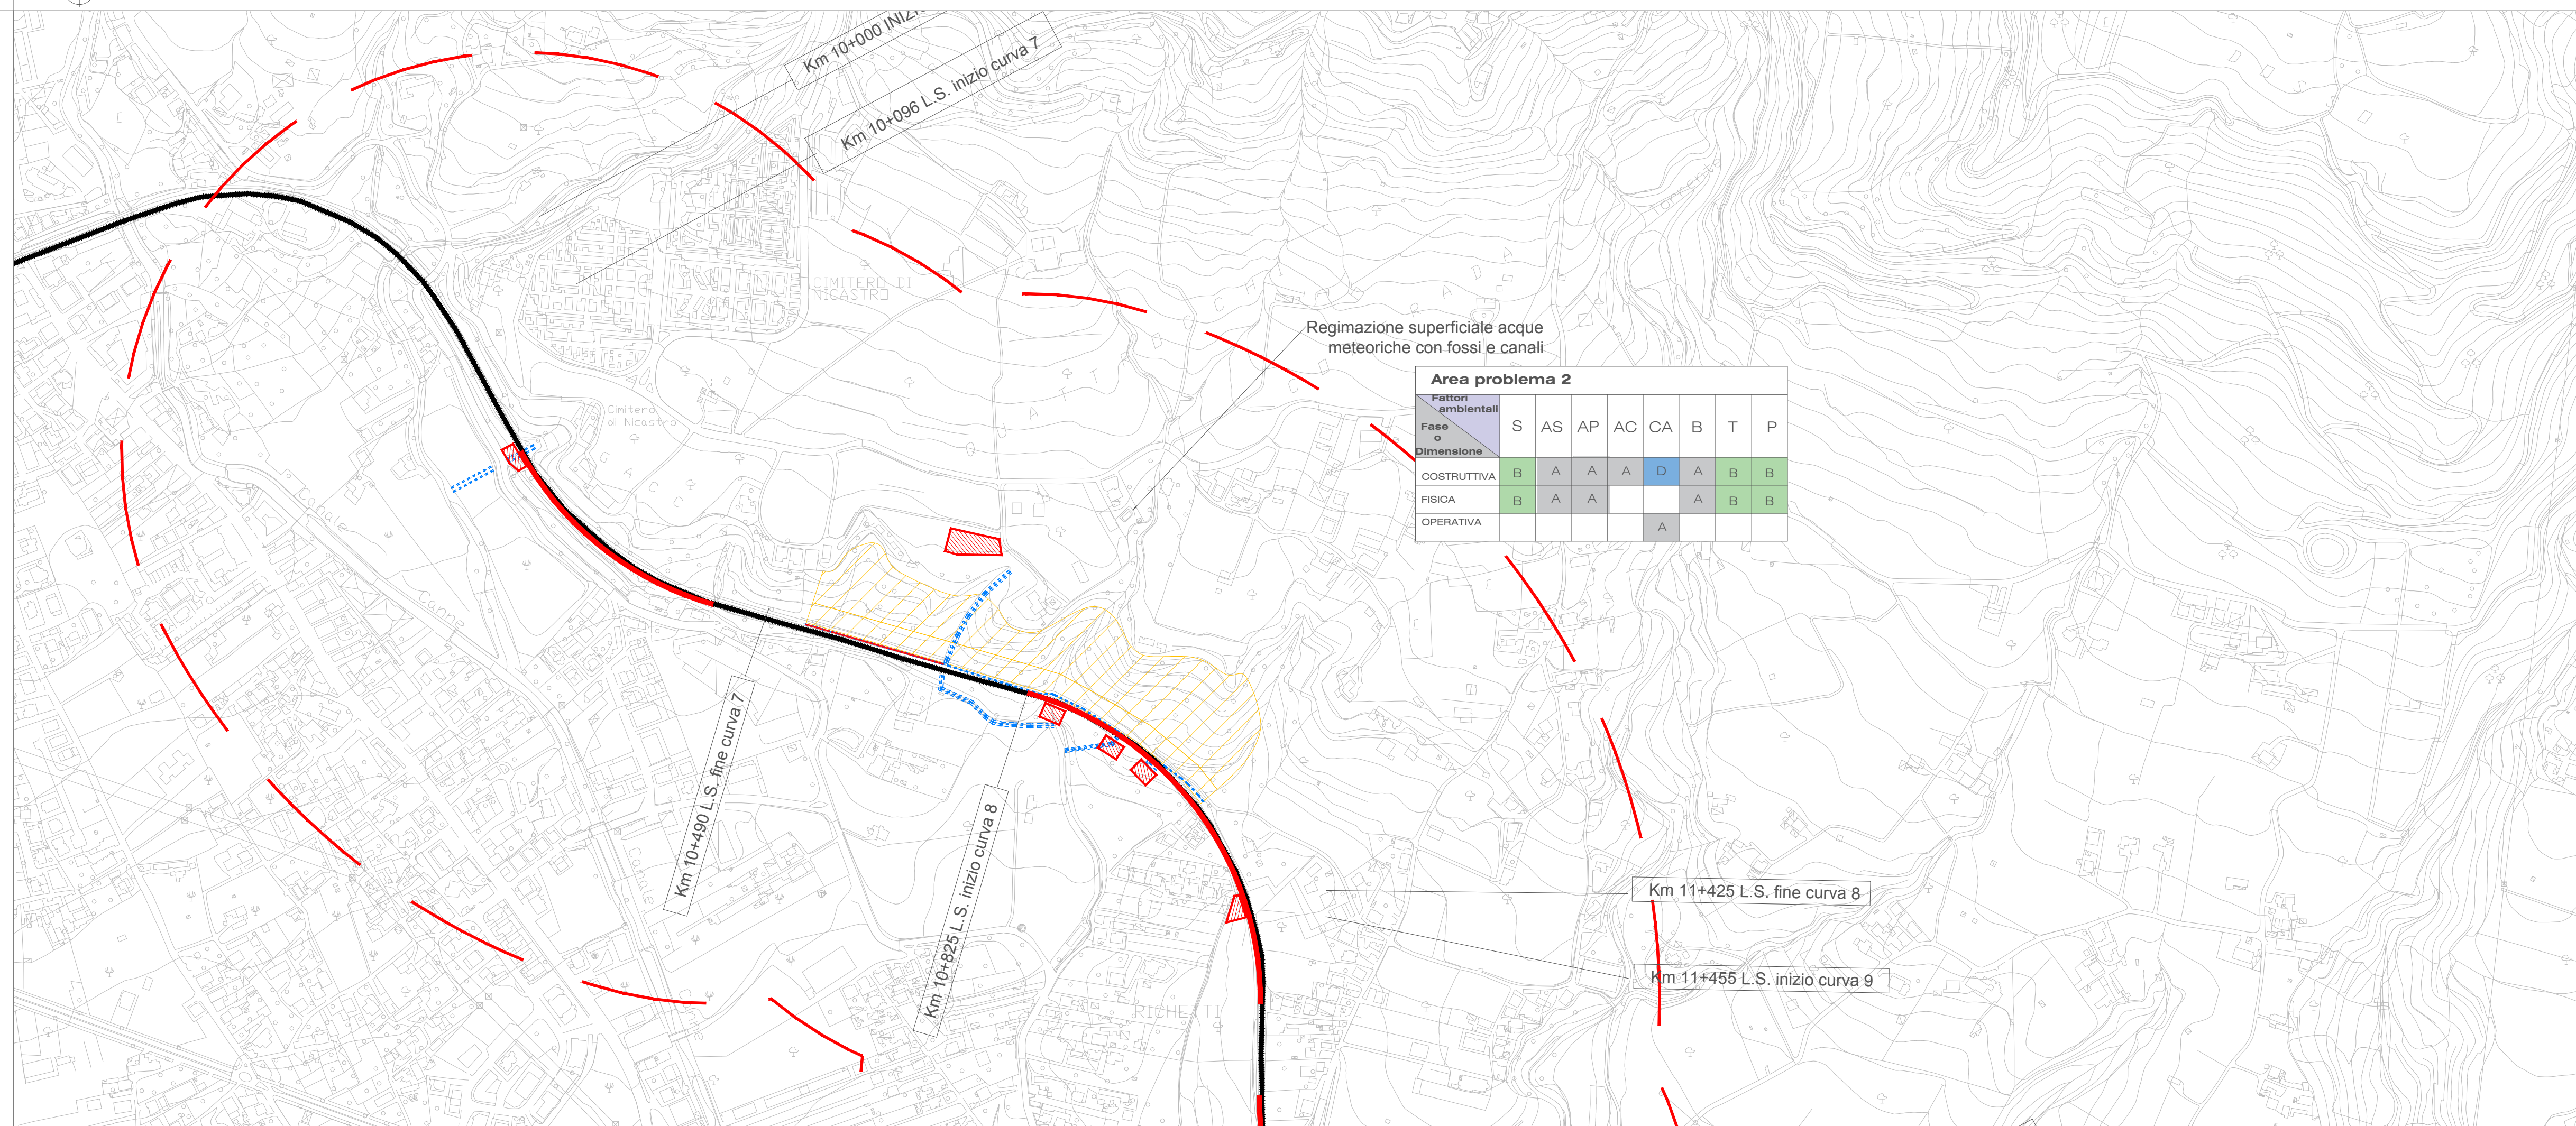 Km 10+000
Km 10+096 L.S. inizio curva 7
CIMITERO DI
NICASTRO
Cimitero
di Nicastro
Torrente
Regimazione superficiale acque
meteoriche con fossi e canali
Area problema 2
Fattori
ambientali
Fase
o
Dimensione
S AS AP AC CA B T P
COSTRUTTIVA B A A A D A B B
FISICA B A A A B B
OPERATIVA A
Km 10+490 L.S. fine curva 7
Km 10+825 L.S. inizio curva 8
Km 11+425 L.S. fine curva 8
Km 11+455 L.S. inizio curva 9
Canale
RICHETTI